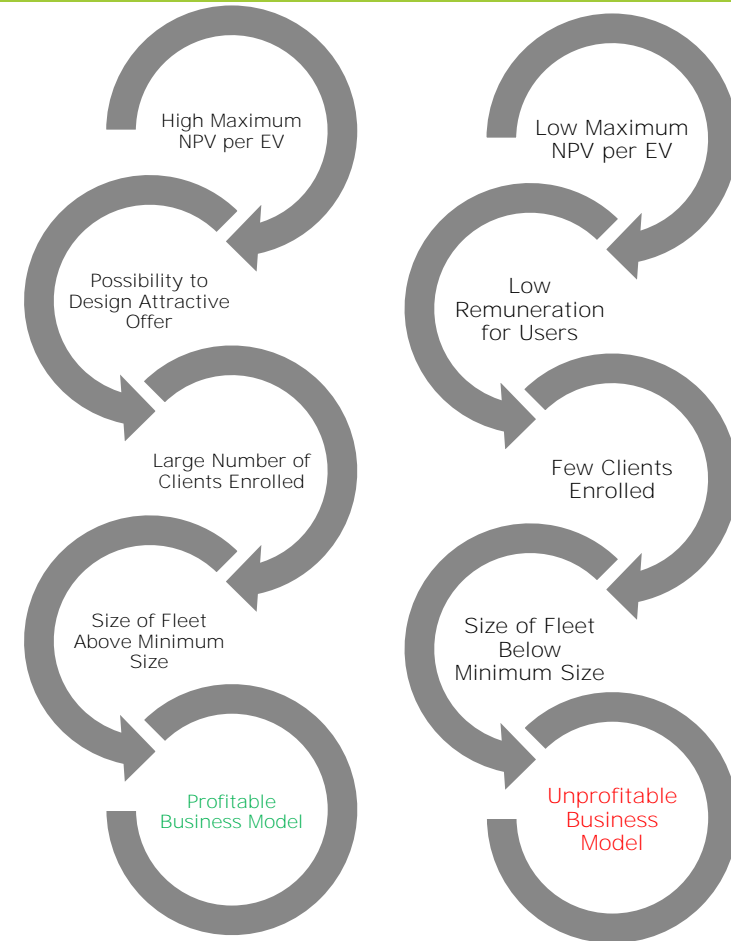 High Maximum
NPV per EV
Possibility to
Design Attractive
Offer
Large Number of
Clients Enrolled
Size of Fleet
Above Minimum
Size
Profitable
Business Model
Low Maximum
NPV per EV
Low
Remuneration
for Users
Few Clients
Enrolled
Size of Fleet
Below
Minimum Size
Unprofitable
Business
Model